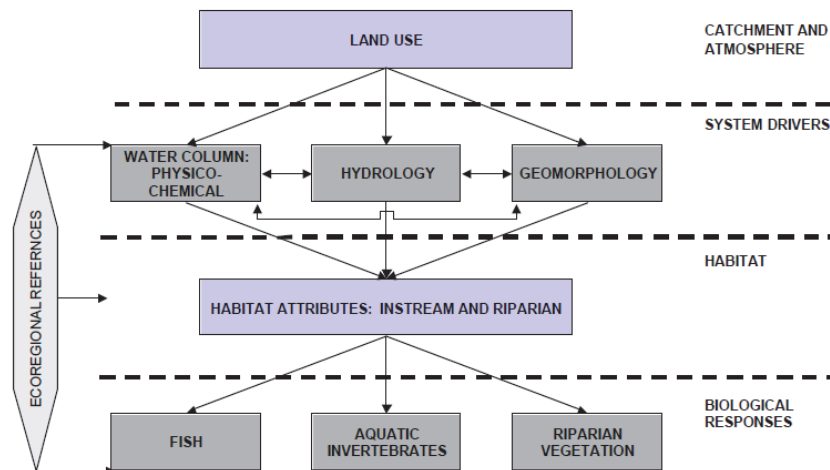 LAND USE
CATCHMENT AND
ATMOSPHERE
SYSTEM DRIVERS
WATER COLUMN:
PHYSICO-
CHEMICAL
HYDROLOGY
GEOMORPHOLOGY
ECOREGIONAL REFERNCES
HABITAT
HABITAT ATTRIBUTES: INSTREAM AND RIPARIAN
BIOLOGICAL
RESPONSES
FISH
AQUATIC
INVERTEBRATES
RIPARIAN
VEGETATION